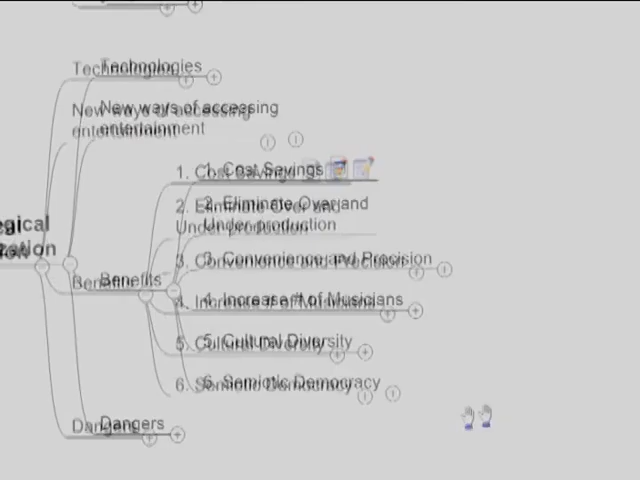 Technologies
New ways of accessing
entertainment
1. Cost Savings
2. Eliminate Over and
Under-production
3. Convenience and Precision
4. Increase # of Musicians
Benefits
5. Cultural Diversity
6. Semiotic Democracy
Dangers